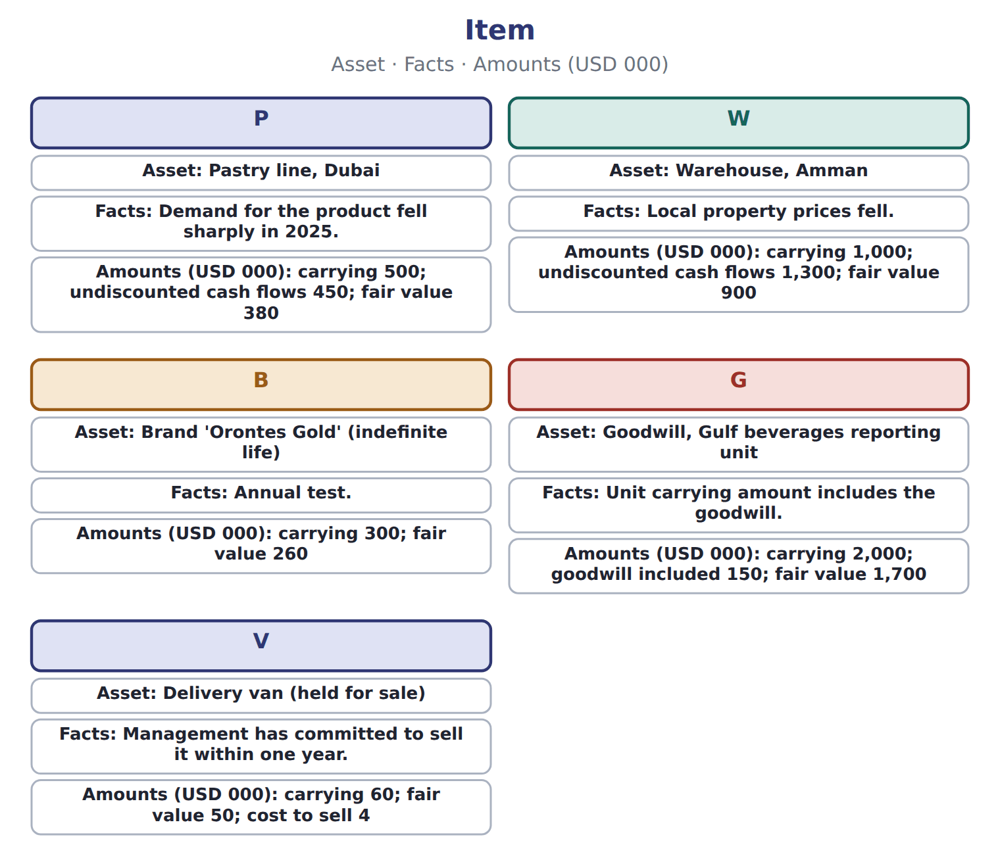 Item
Asset · Facts · Amounts (USD 000)
P
Asset: Pastry line, Dubai
Facts: Demand for the product fell
sharply in 2025.
Amounts (USD 000): carrying 500;
undiscounted cash flows 450; fair value
380
W
Asset: Warehouse, Amman
Facts: Local property prices fell.
Amounts (USD 000): carrying 1,000;
undiscounted cash flows 1,300; fair value
900
B
Asset: Brand 'Orontes Gold' (indefinite
life)
Facts: Annual test.
Amounts (USD 000): carrying 300; fair
value 260
G
Asset: Goodwill, Gulf beverages reporting
unit
Facts: Unit carrying amount includes the
goodwill.
Amounts (USD 000): carrying 2,000;
goodwill included 150; fair value 1,700
V
Asset: Delivery van (held for sale)
Facts: Management has committed to sell
it within one year.
Amounts (USD 000): carrying 60; fair
value 50; cost to sell 4